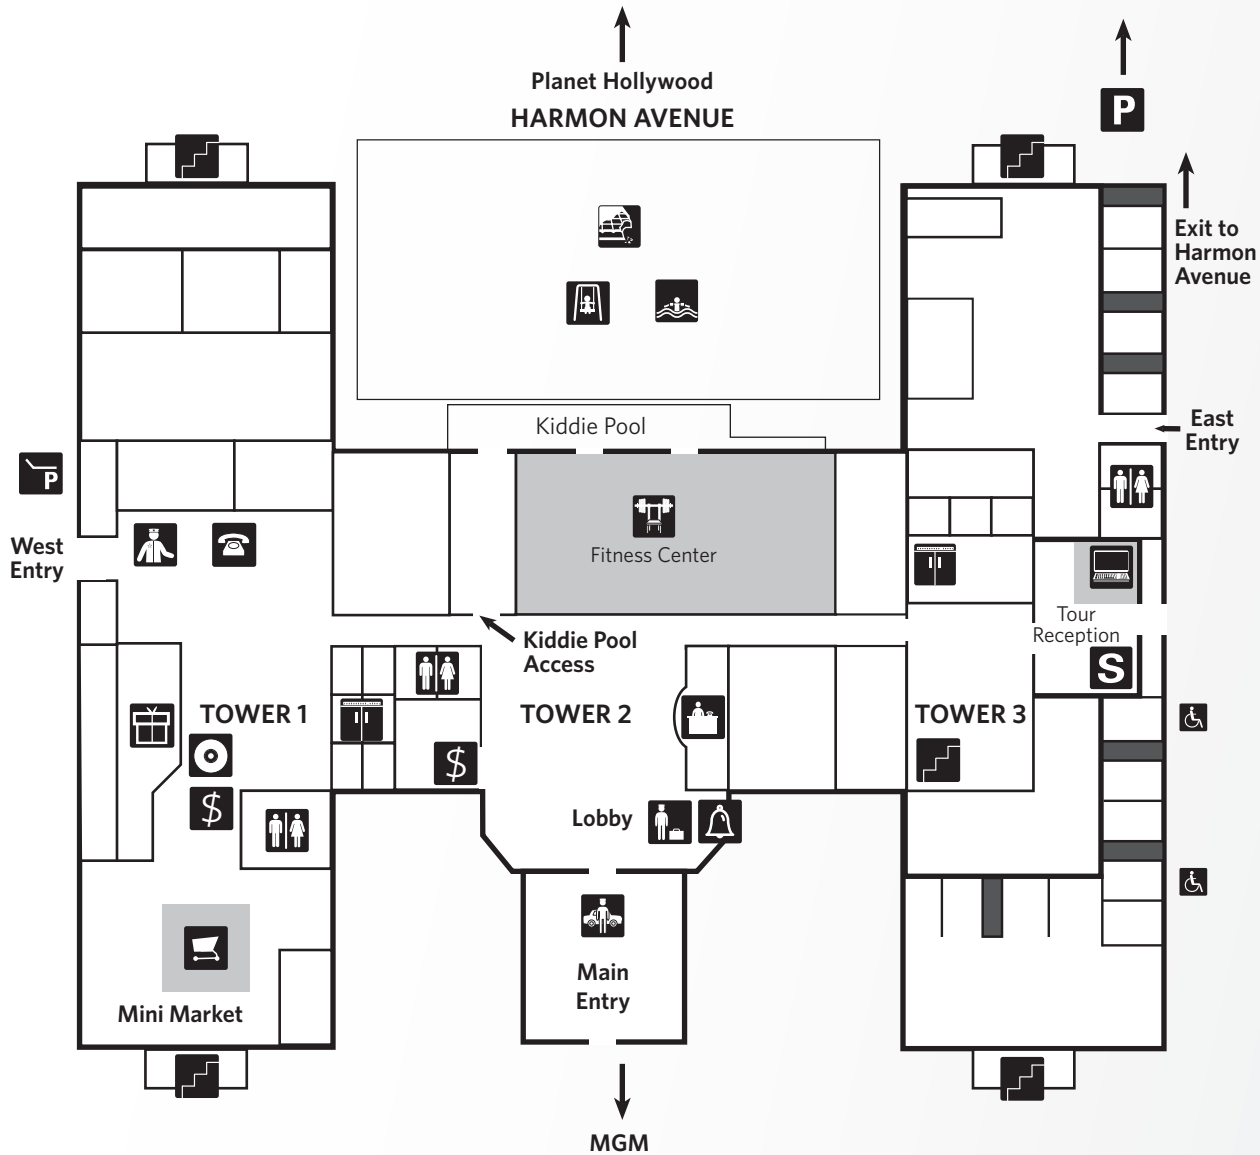 Planet Hollywood
HARMON AVENUE
P
Exit to
Harmon
Avenue
Kiddie Pool
East
Entry
P
West
Entry
Fitness Center
Kiddie Pool
Access
Tour
Reception
S
TOWER 1
TOWER 2
TOWER 3
$
$
Lobby
Main
Entry
Mini Market
MGM